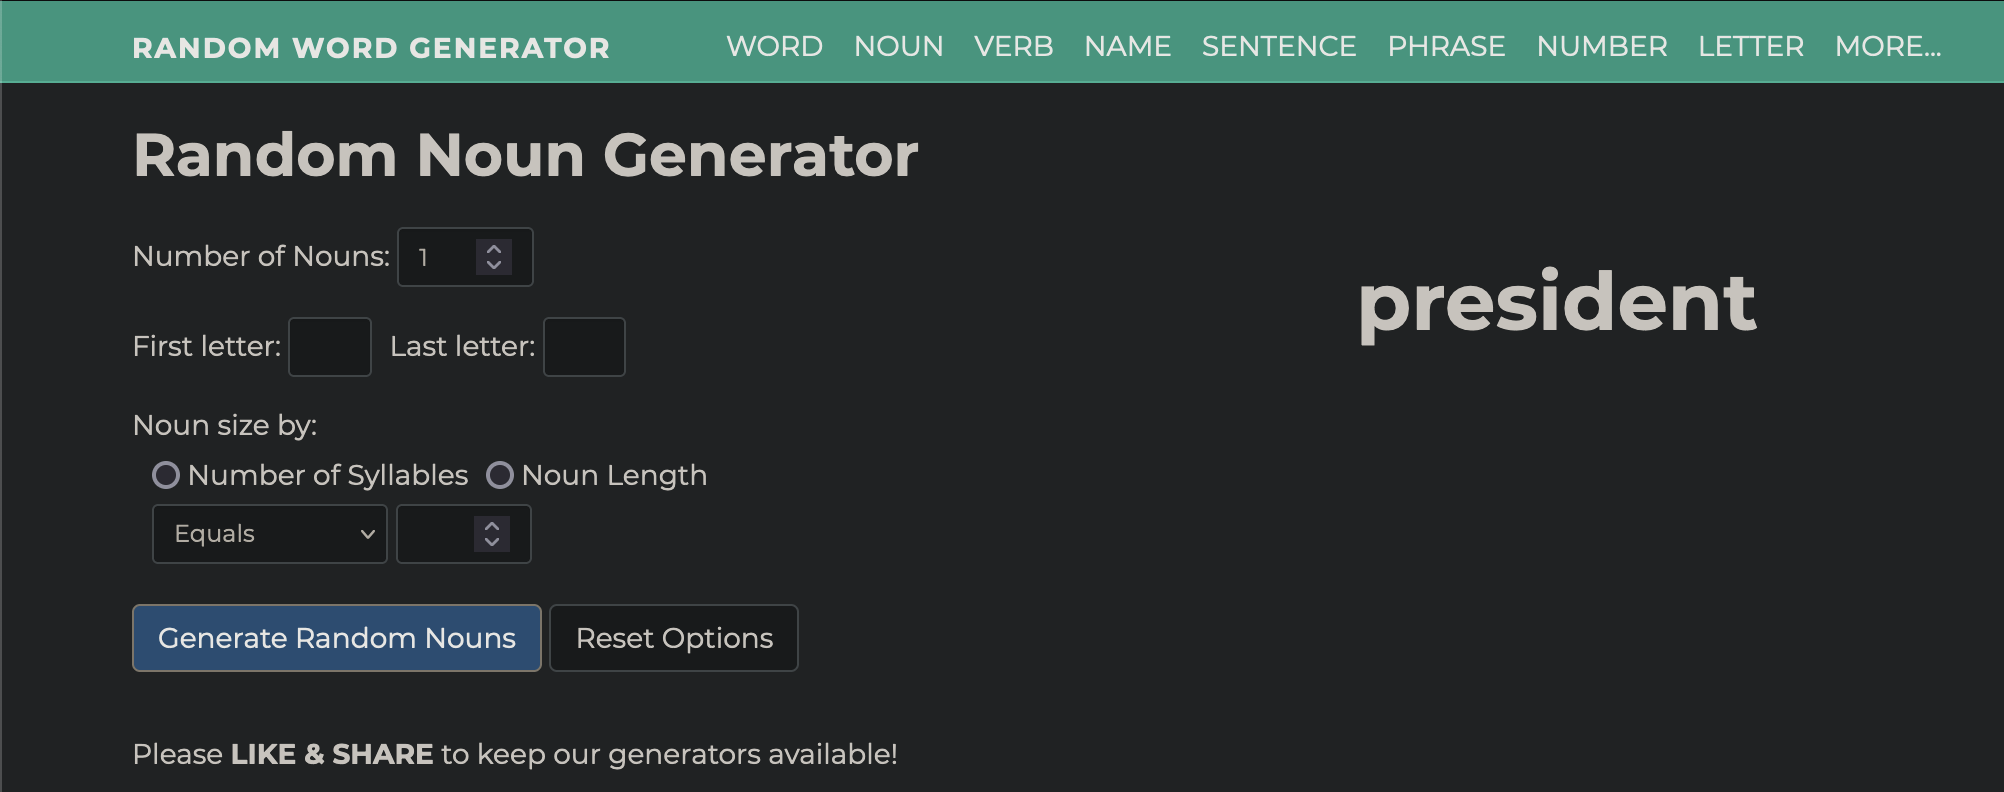 RANDOM WORD GENERATOR WORD NOUN VERB NAME SENTENCE PHRASE NUMBER LETTER MORE...
Random Noun Generator
Number of Nouns: 1
First letter: Last letter:
Noun size by:
Number of Syllables Noun Length
Equals
Generate Random Nouns Reset Options
Please LIKE & SHARE to keep our generators available!
president